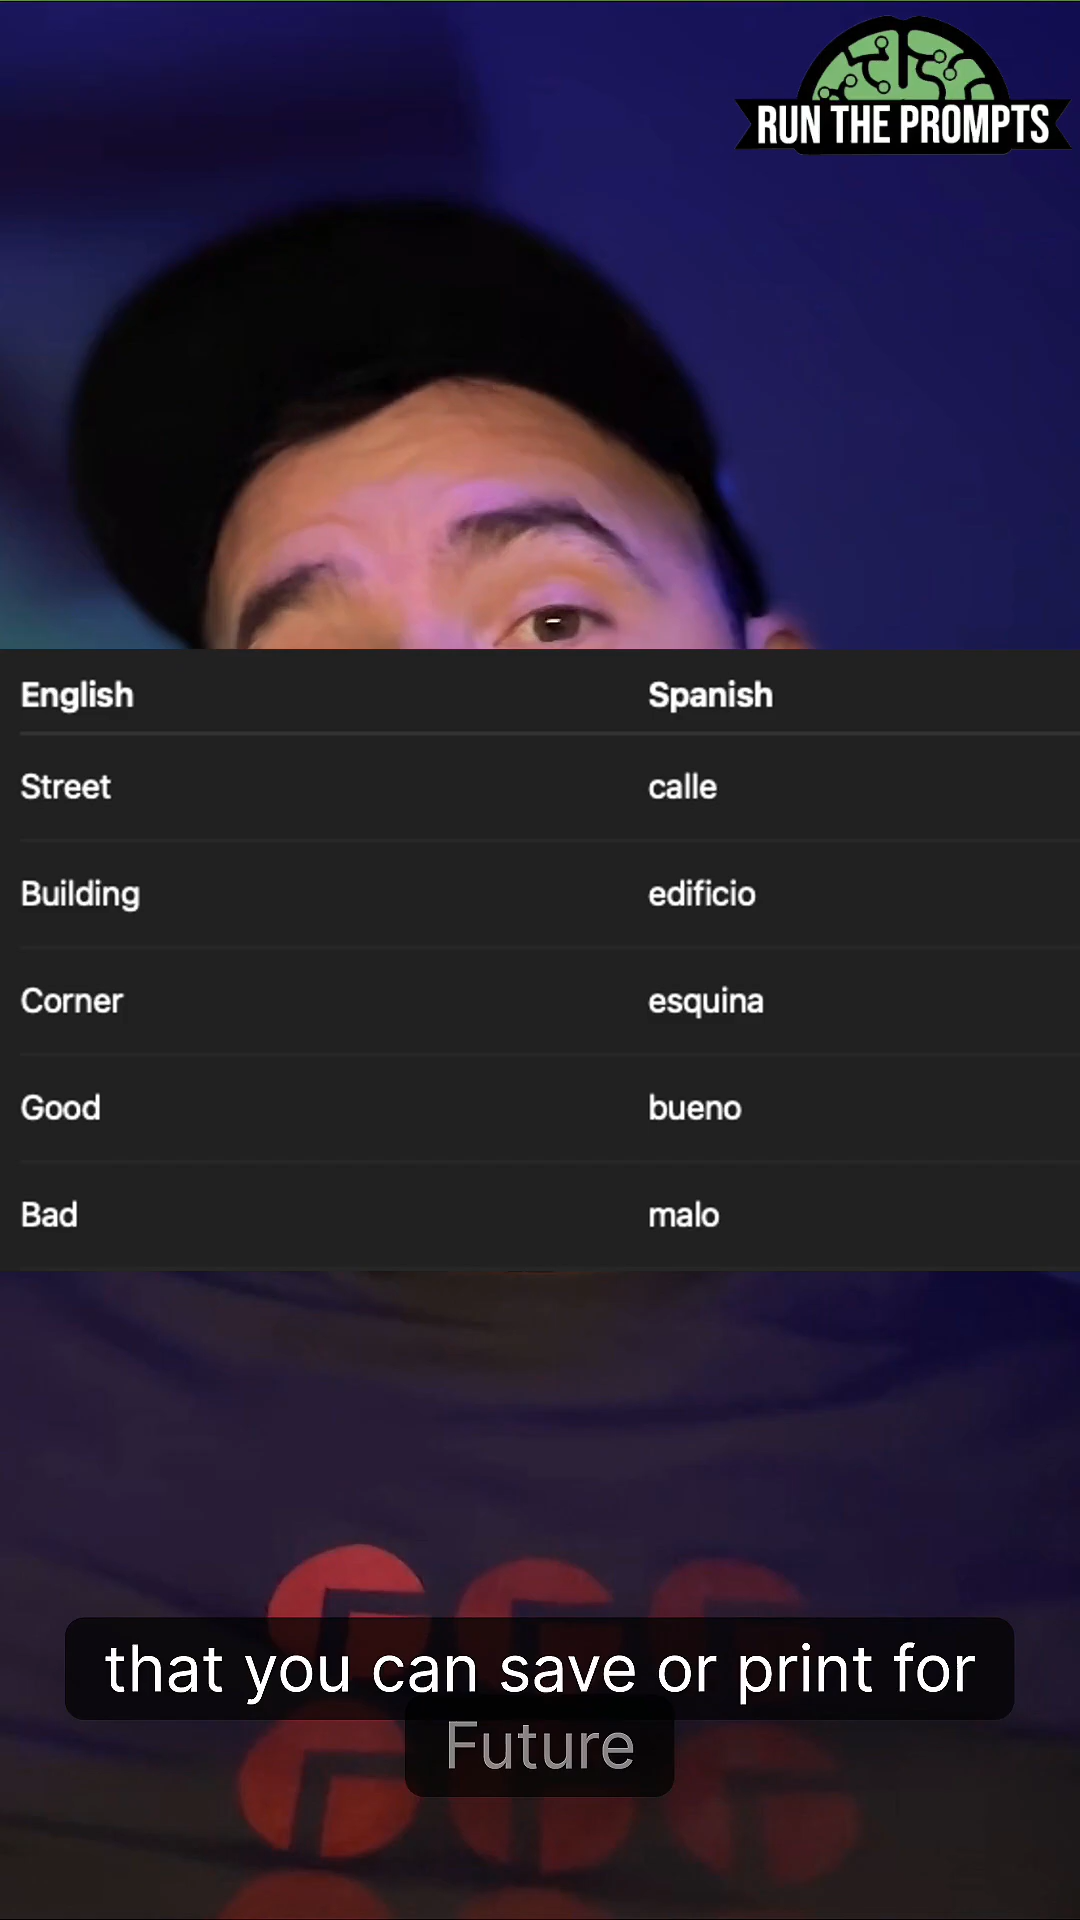 RUN THE PROMPTS
English Spanish
Street calle
Building edificio
Corner esquina
Good bueno
Bad malo
that you can save or print for
Future